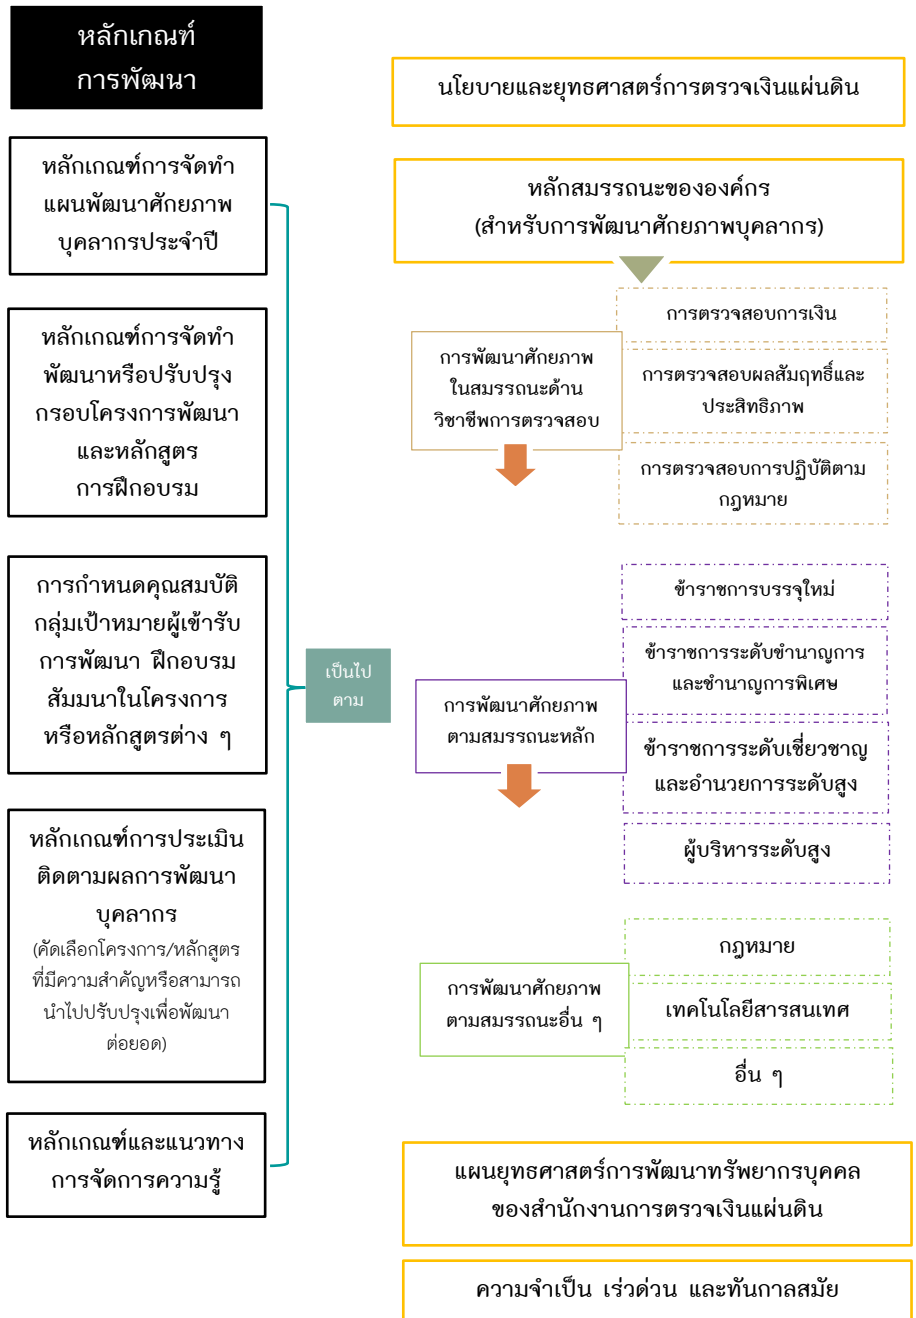 หลักเกณฑ์
การพัฒนา
หลักเกณฑ์การจัดทำ
แผนพัฒนาศักยภาพ
บุคลากรประจำปี
หลักเกณฑ์การจัดทำ
พัฒนาหรือปรับปรุง
กรอบโครงการพัฒนา
และหลักสูตร
การฝึกอบรม
การกำหนดคุณสมบัติ
กลุ่มเป้าหมายผู้เข้ารับ
การพัฒนา ฝึกอบรม
สัมมนาในโครงการ
หรือหลักสูตรต่าง ๆ
หลักเกณฑ์การประเมิน
ติดตามผลการพัฒนา
บุคลากร
(คัดเลือกโครงการ/หลักสูตร
ที่มีความสำคัญหรือสามารถ
นำไปปรับปรุงเพื่อพัฒนา
ต่อยอด)
หลักเกณฑ์และแนวทาง
การจัดการความรู้
เป็นไป
ตาม
นโยบายและยุทธศาสตร์การตรวจเงินแผ่นดิน
หลักสมรรถนะขององค์กร
(สำหรับการพัฒนาศักยภาพบุคลากร)
การพัฒนาศักยภาพ
ในสมรรถนะด้าน
วิชาชีพการตรวจสอบ
การตรวจสอบการเงิน
การตรวจสอบผลสัมฤทธิ์และ
ประสิทธิภาพ
การตรวจสอบการปฏิบัติตาม
กฎหมาย
การพัฒนาศักยภาพ
ตามสมรรถนะหลัก
ข้าราชการบรรจุใหม่
ข้าราชการระดับชำนาญการ
และชำนาญการพิเศษ
ข้าราชการระดับเชี่ยวชาญ
และอำนวยการระดับสูง
ผู้บริหารระดับสูง
การพัฒนาศักยภาพ
ตามสมรรถนะอื่น ๆ
กฎหมาย
เทคโนโลยีสารสนเทศ
อื่น ๆ
แผนยุทธศาสตร์การพัฒนาทรัพยากรบุคคล
ของสำนักงานการตรวจเงินแผ่นดิน
ความจำเป็น เร่วด่วน และทันกาลสมัย